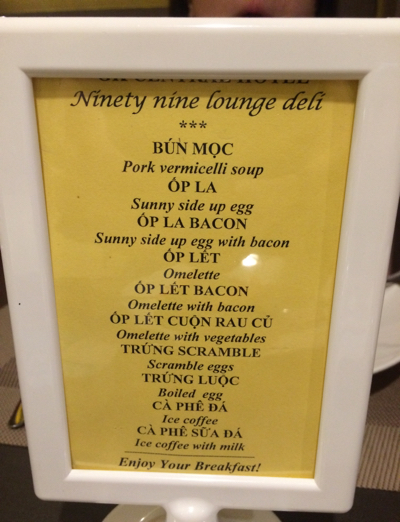 CENTRAL HOTEL
Ninety nine lounge deli
***
BÚN MỌC
Pork vermicelli soup
ỐP LA
Sunny side up egg
ỐP LA BACON
Sunny side up egg with bacon
ỐP LẾT
Omelette
ỐP LẾT BACON
Omelette with bacon
ỐP LẾT CUỘN RAU CỦ
Omelette with vegetables
TRỨNG SCRAMBLE
Scramble eggs
TRỨNG LUỘC
Boiled egg
CÀ PHÊ ĐÁ
Ice coffee
CÀ PHÊ SỮA ĐÁ
Ice coffee with milk
Enjoy Your Breakfast!